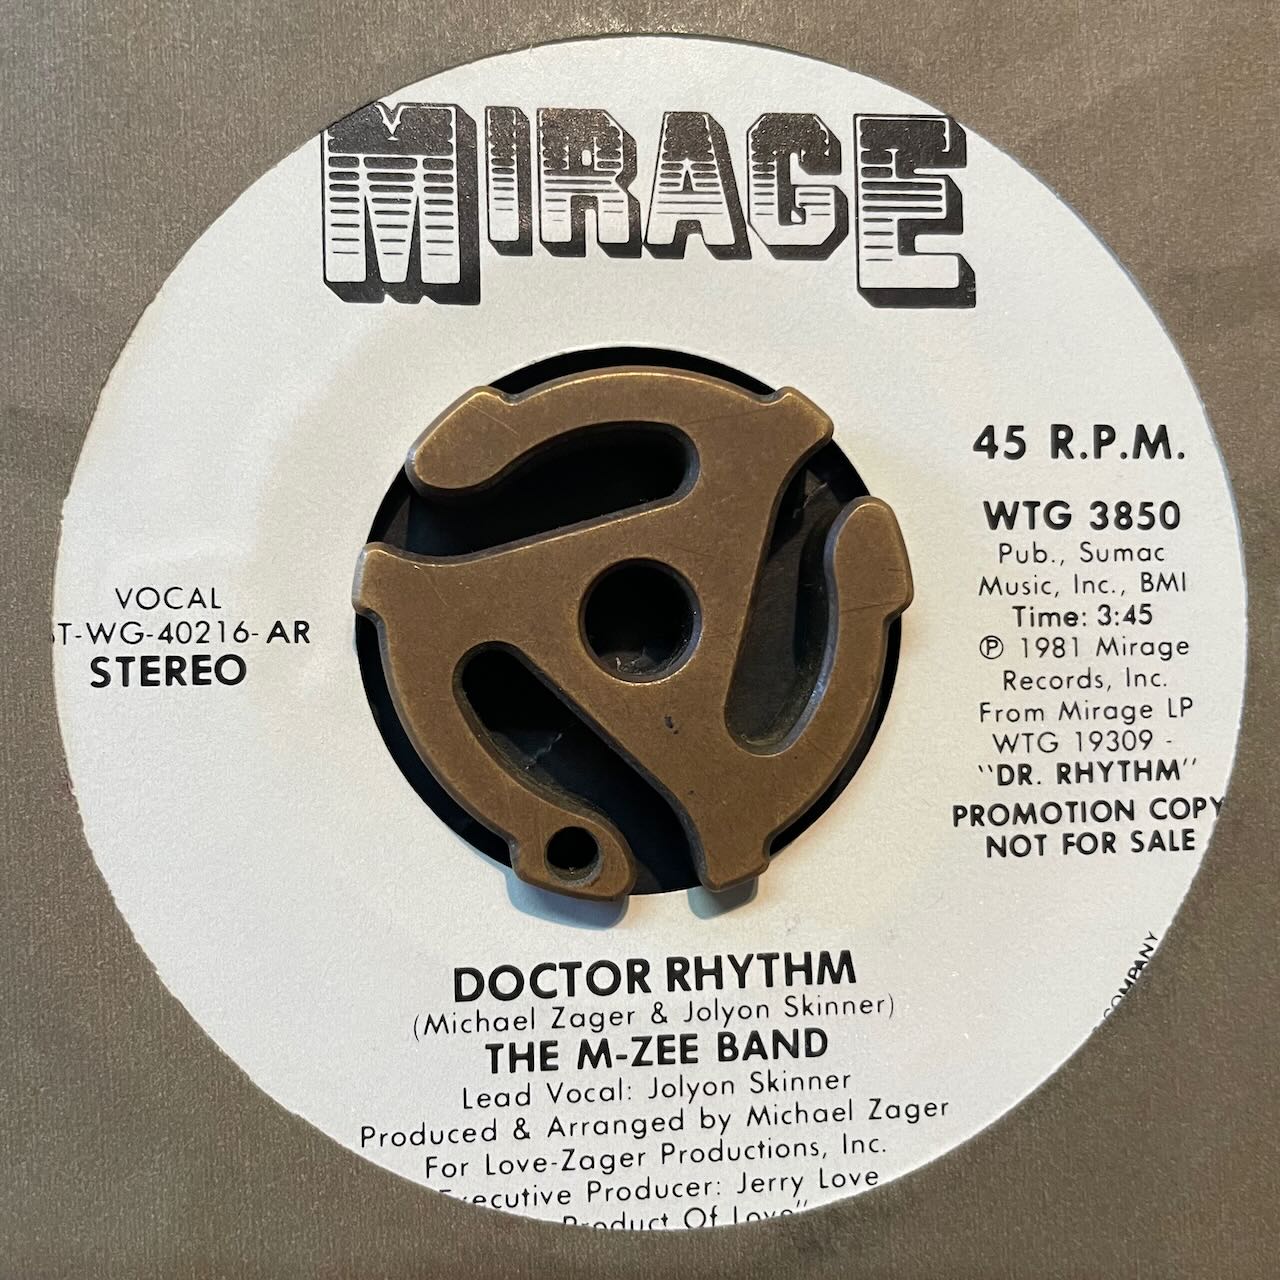 MIRAGE
45 R.P.M.
WTG 3850
Pub., Sumac
Music, Inc., BMI
Time: 3:45
℗ 1981 Mirage
Records, Inc.
From Mirage LP
WTG 19309 -
"DR. RHYTHM"
PROMOTION COPY
NOT FOR SALE
VOCAL
T-WG-40216-AR
STEREO
DOCTOR RHYTHM
(Michael Zager & Jolyon Skinner)
THE M-ZEE BAND
Lead Vocal: Jolyon Skinner
Produced & Arranged by Michael Zager
For Love-Zager Productions, Inc.
Executive Producer: Jerry Love
Product Of Love"